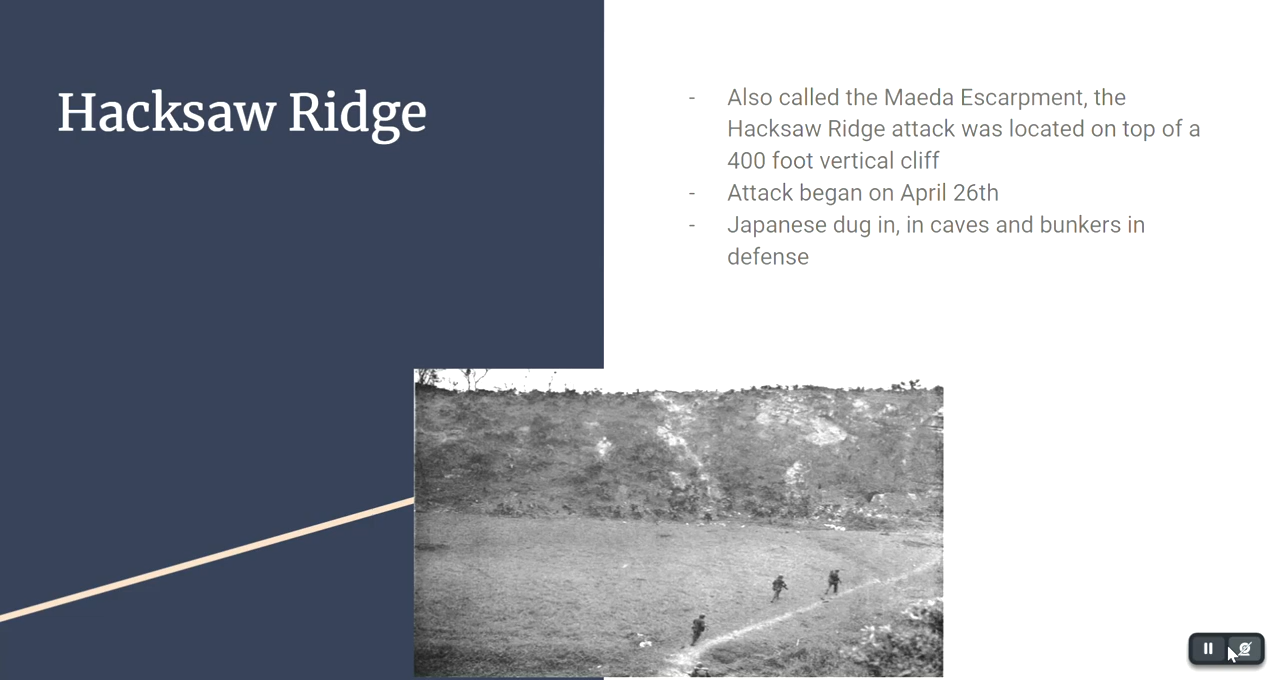 Hacksaw Ridge
- Also called the Maeda Escarpment, the
Hacksaw Ridge attack was located on top of a
400 foot vertical cliff
- Attack began on April 26th
- Japanese dug in, in caves and bunkers in
defense